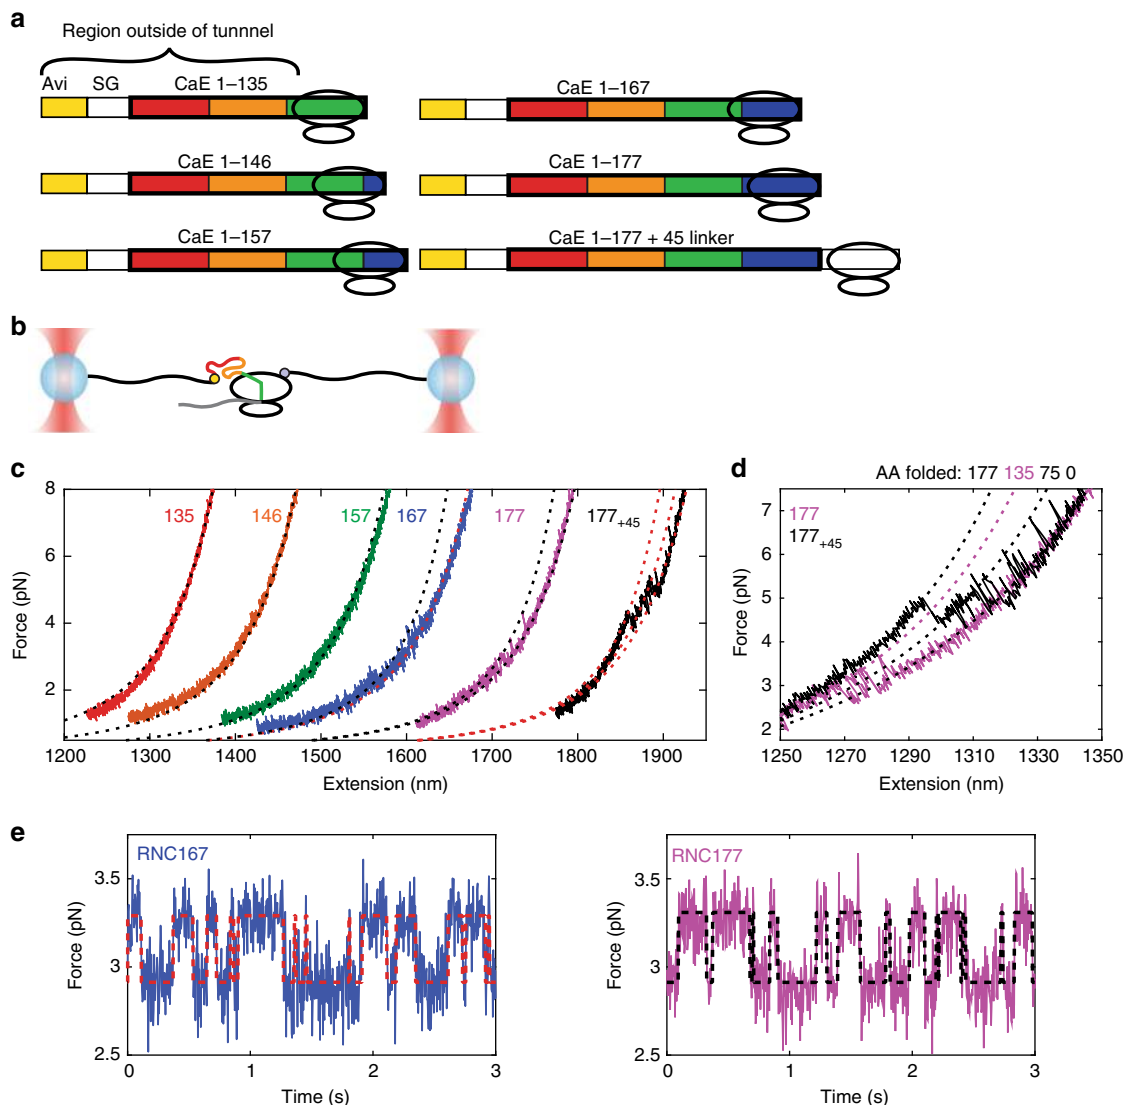 a
Region outside of tunnnel
Avi SG CaE 1–135
CaE 1–167
CaE 1–146
CaE 1–177
CaE 1–157
CaE 1–177 + 45 linker
b
c
8
6
4
2
Force (pN)
135
146
157
167
177
177+45
1200 1300 1400 1500 1600 1700 1800 1900
Extension (nm)
d
AA folded: 177 135 75 0
177
177+45
7
6
5
4
3
2
Force (pN)
1250 1270 1290 1310 1330 1350
Extension (nm)
e
RNC167
3.5
3
2.5
Force (pN)
0 1 2 3
Time (s)
RNC177
3.5
3
2.5
Force (pN)
0 1 2 3
Time (s)